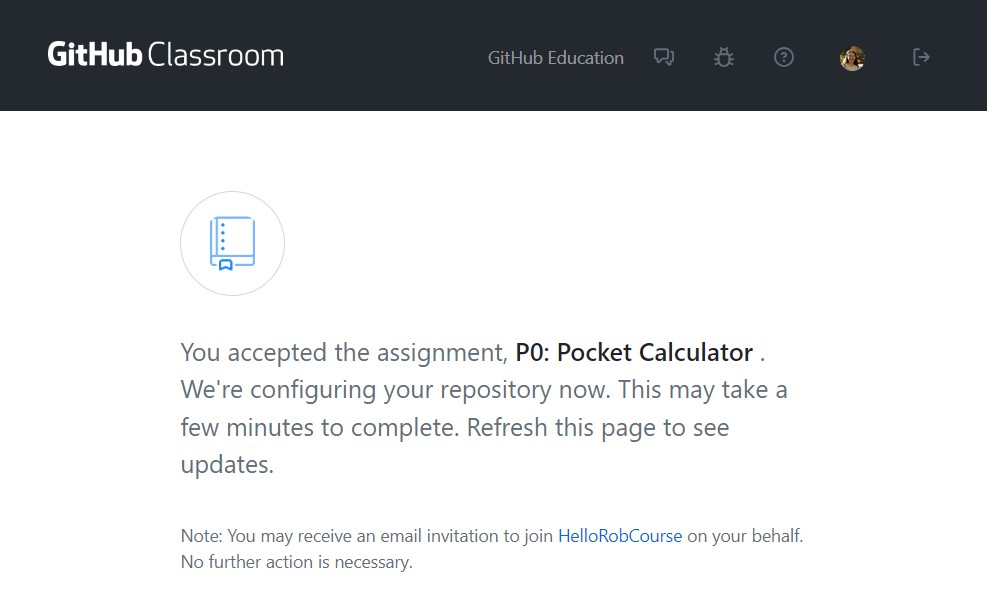 GitHub Classroom
GitHub Education
You accepted the assignment, P0: Pocket Calculator .
We're configuring your repository now. This may take a
few minutes to complete. Refresh this page to see
updates.
Note: You may receive an email invitation to join HelloRobCourse on your behalf.
No further action is necessary.